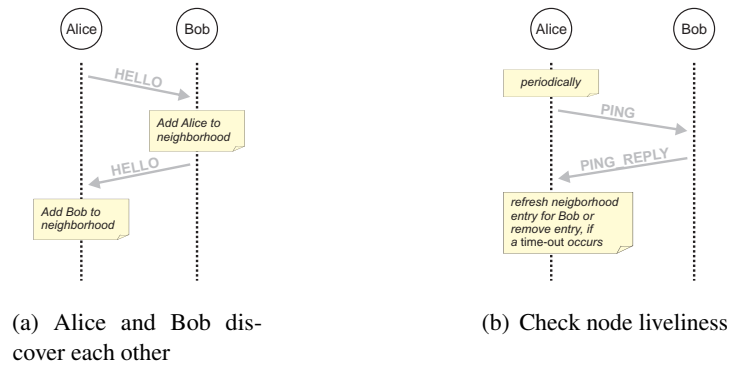 Alice
Bob
HELLO
Add Alice to
neighborhood
HELLO
Add Bob to
neighborhood
(a) Alice and Bob dis-
cover each other
Alice
Bob
periodically
PING
PING_REPLY
refresh neigborhood
entry for Bob or
remove entry, if
a time-out occurs
(b) Check node liveliness